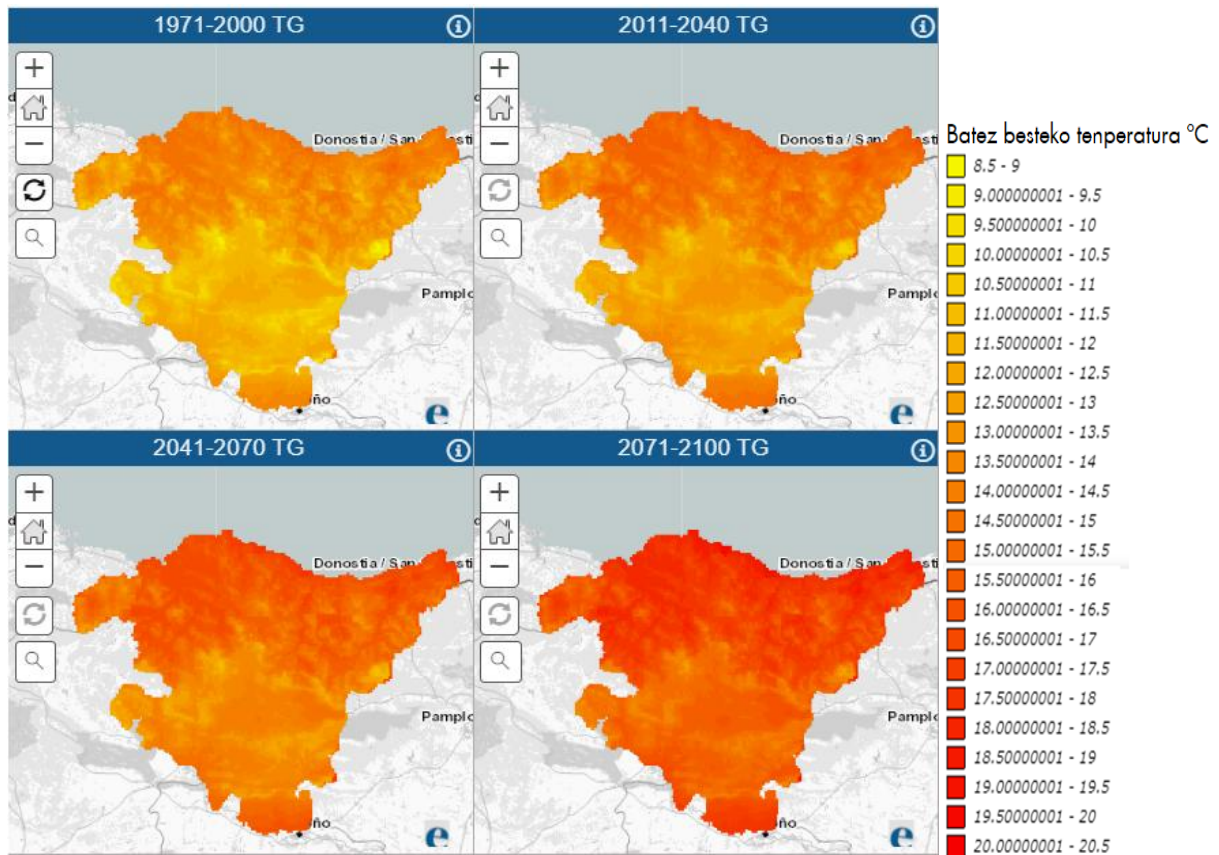 1971-2000 TG
2011-2040 TG
Donostia / San
Donostia / San
Pamplo
Pamplo
ño
ño
e
e
2041-2070 TG
2071-2100 TG
Donostia / San
Donostia / San
Pamplo
Pamplo
ño
ño
e
e
Batez besteko tenperatura ºC
8.5 - 9
9.000000001 - 9.5
9.500000001 - 10
10.00000001 - 10.5
10.50000001 - 11
11.00000001 - 11.5
11.50000001 - 12
12.00000001 - 12.5
12.50000001 - 13
13.00000001 - 13.5
13.50000001 - 14
14.00000001 - 14.5
14.50000001 - 15
15.00000001 - 15.5
15.50000001 - 16
16.00000001 - 16.5
16.50000001 - 17
17.00000001 - 17.5
17.50000001 - 18
18.00000001 - 18.5
18.50000001 - 19
19.00000001 - 19.5
19.50000001 - 20
20.00000001 - 20.5